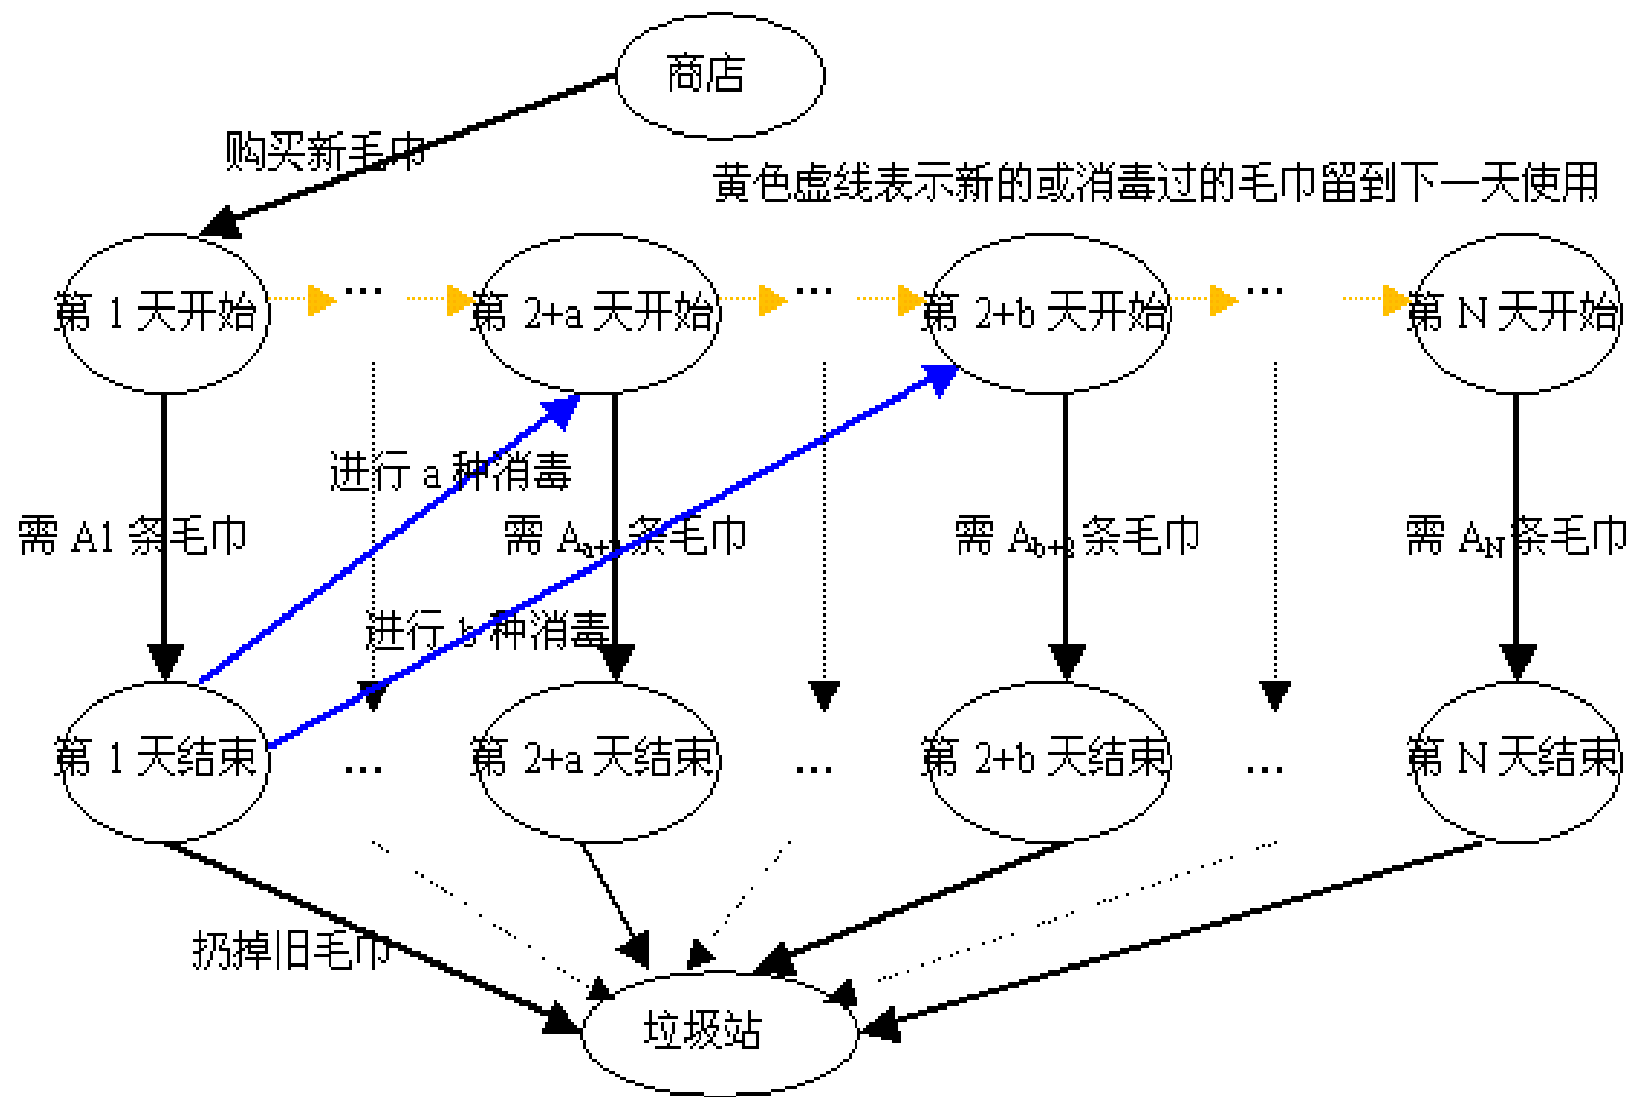 商店
购买新毛巾
黄色虚线表示新的或消毒过的毛巾留到下一天使用
第 1 天开始
...
第 2+a 天开始
...
第 2+b 天开始
...
第 N 天开始
进行 a 种消毒
需 A1 条毛巾
需 Aa+2 条毛巾
需 Ab+2 条毛巾
需 AN 条毛巾
进行 b 种消毒
第 1 天结束
...
第 2+a 天结束
...
第 2+b 天结束
...
第 N 天结束
扔掉旧毛巾
垃圾站